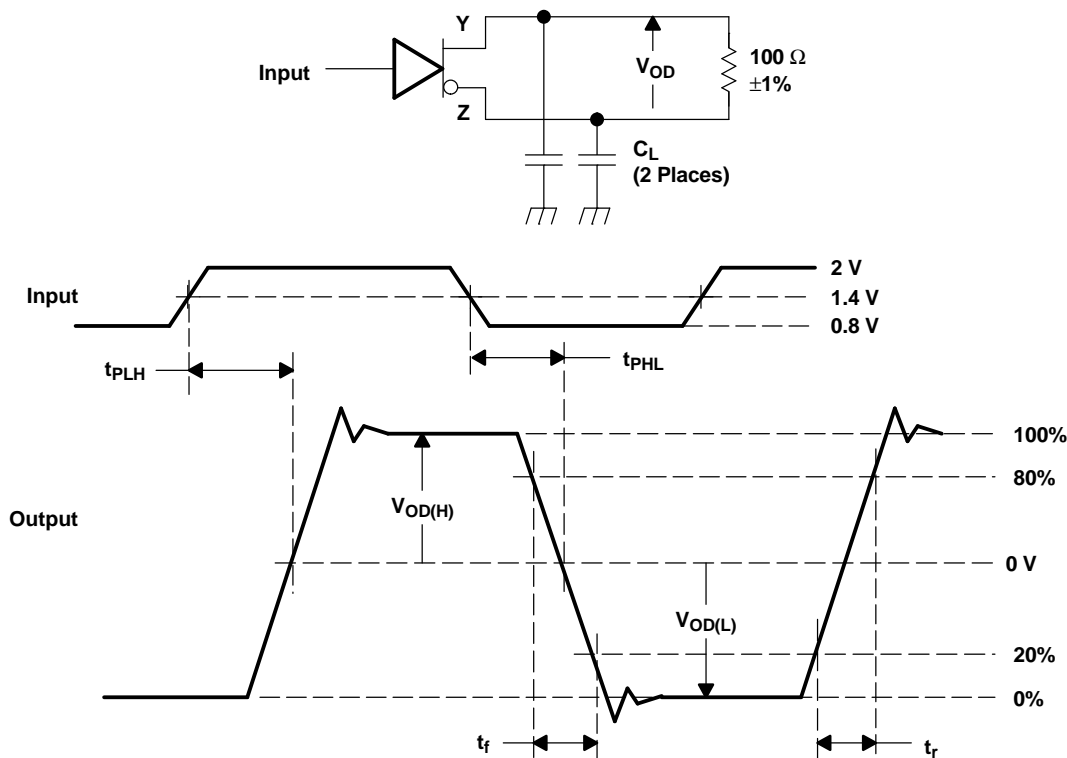 Y
Input
Z
V_OD
100 Ω
±1%
C_L
(2 Places)
Input
2 V
1.4 V
0.8 V
t_PLH
t_PHL
Output
V_OD(H)
V_OD(L)
100%
80%
0 V
20%
0%
t_f
t_r